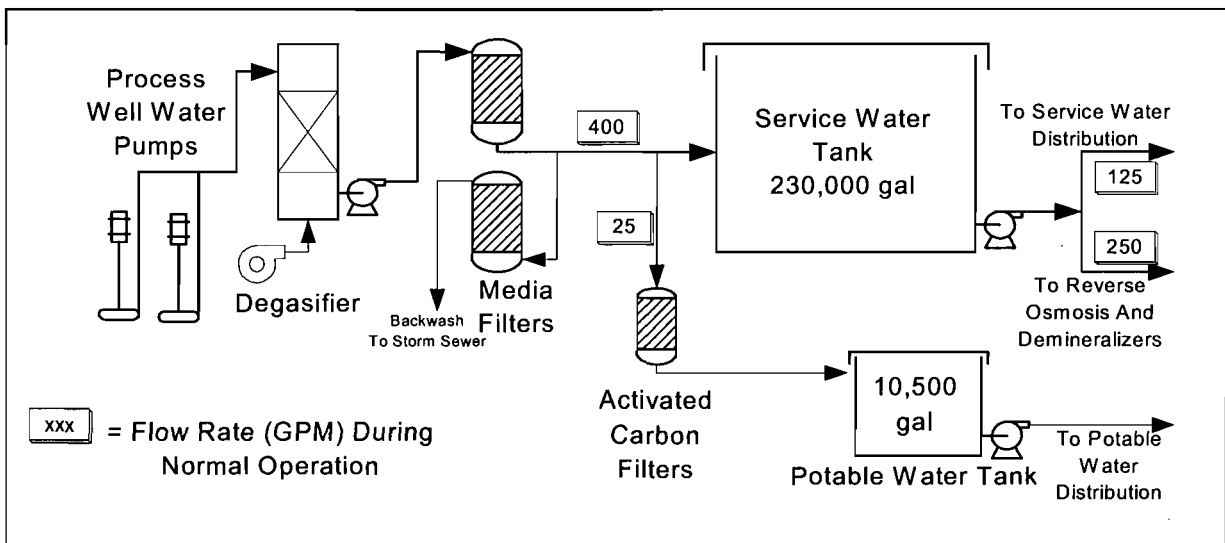 Process
Well Water
Pumps
Degasifier
Backwash
To Storm Sewer
Media
Filters
400
25
Service Water
Tank
230,000 gal
To Service Water
Distribution
125
250
To Reverse
Osmosis And
Demineralizers
Activated
Carbon
Filters
10,500
gal
Potable Water Tank
To Potable
Water
Distribution
xxx = Flow Rate (GPM) During
Normal Operation